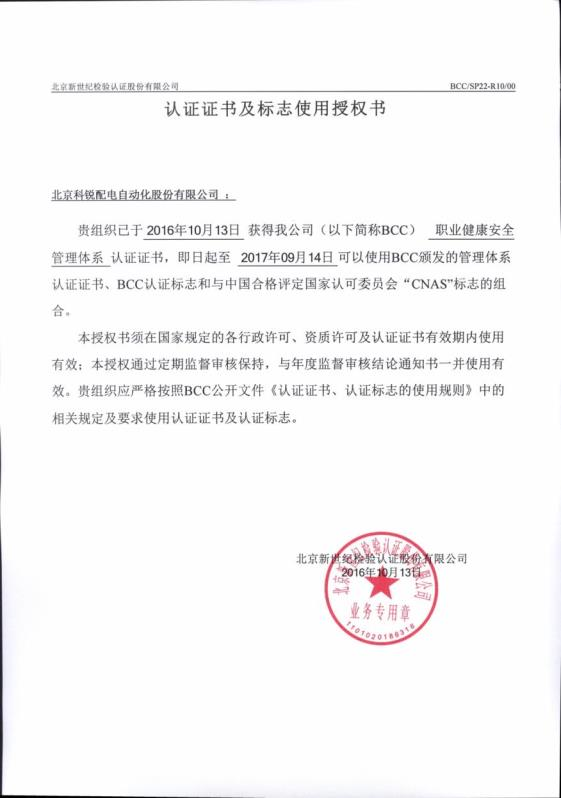 北京新世纪检验认证股份有限公司 BCC/SP22-R10/00
认证证书及标志使用授权书
北京科锐配电自动化股份有限公司 ：
贵组织已于 2016年10月13日 获得我公司（以下简称BCC） 职业健康安全
管理体系 认证证书，即日起至 2017年09月14日 可以使用BCC颁发的管理体系
认证证书、BCC认证标志和与中国合格评定国家认可委员会“CNAS”标志的组
合。
本授权书须在国家规定的各行政许可、资质许可及认证证书有效期内使用
有效；本授权通过定期监督审核保持，与年度监督审核结论通知书一并使用有
效。贵组织应严格按照BCC公开文件《认证证书、认证标志的使用规则》中的
相关规定及要求使用认证证书及认证标志。
北京新世纪检验认证股份有限公司
2016年10月13日
北京新世纪检验认证股份有限公司
业务专用章
1101020186318